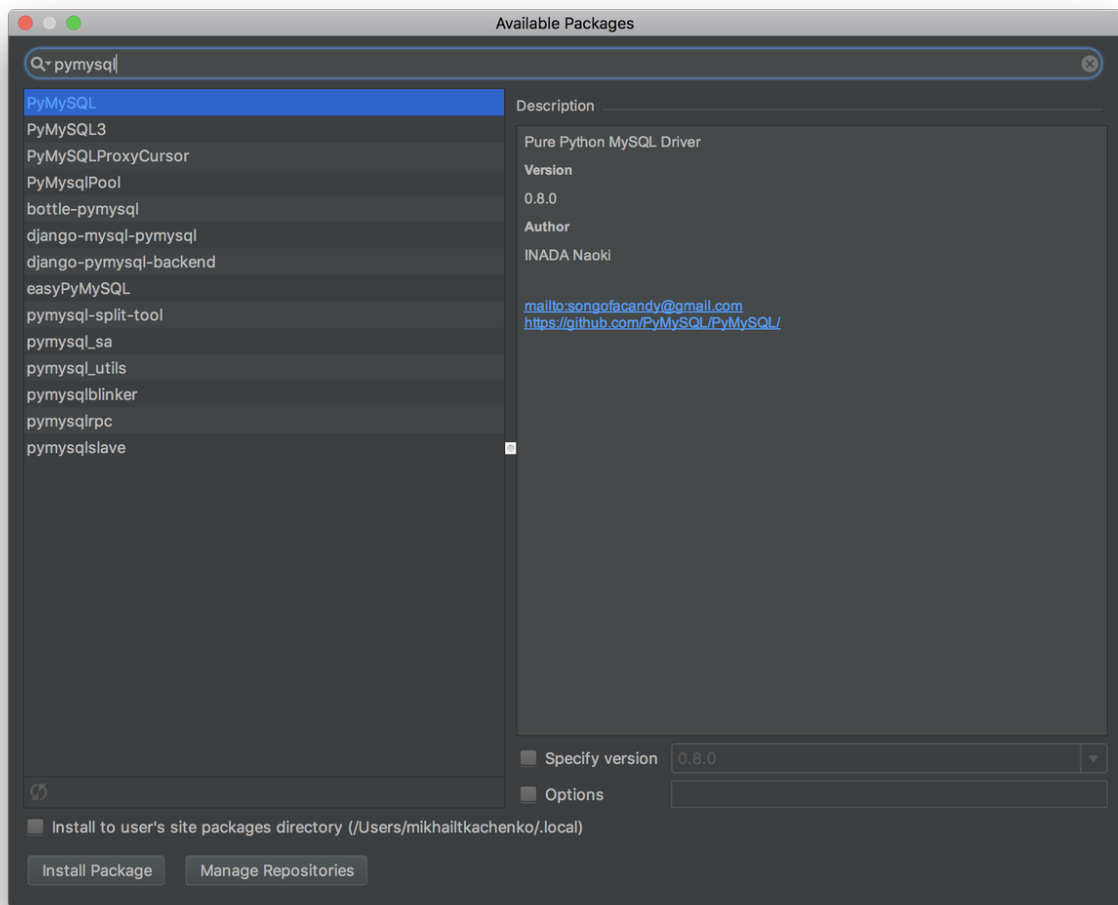 Available Packages
pymysql
PyMySQL
PyMySQL3
PyMySQLProxyCursor
PyMysqlPool
bottle-pymysql
django-mysql-pymysql
django-pymysql-backend
easyPyMySQL
pymysql-split-tool
pymysql_sa
pymysql_utils
pymysqlblinker
pymysqlrpc
pymysqlslave
Description
Pure Python MySQL Driver
Version
0.8.0
Author
INADA Naoki
mailto:songofacandy@gmail.com
https://github.com/PyMySQL/PyMySQL/
Specify version 0.8.0
Options
Install to user's site packages directory (/Users/mikhailtkachenko/.local)
Install Package Manage Repositories